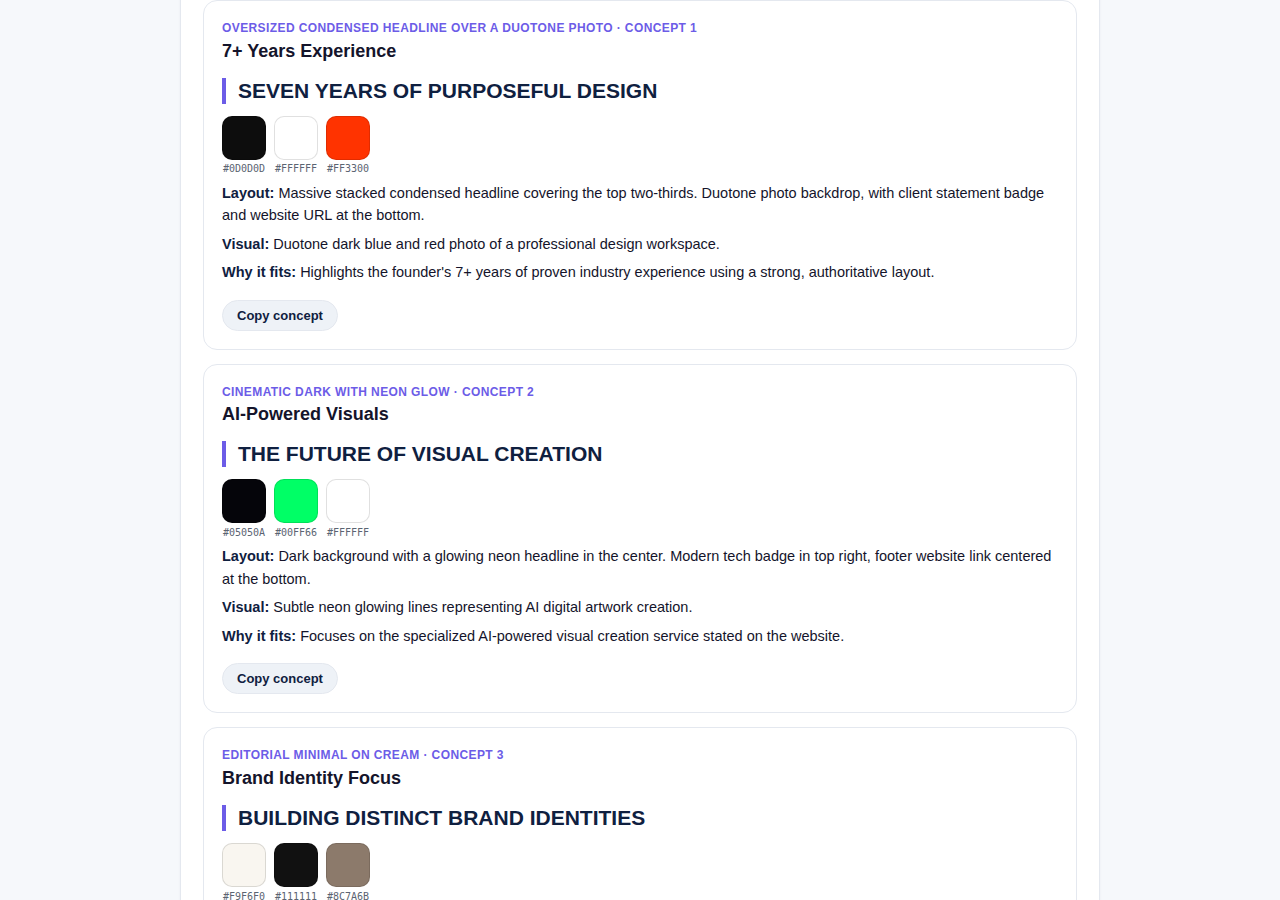 OVERSIZED CONDENSED HEADLINE OVER A DUOTONE PHOTO · CONCEPT 1
7+ Years Experience
SEVEN YEARS OF PURPOSEFUL DESIGN
#0D0D0D #FFFFFF #FF3300
Layout: Massive stacked condensed headline covering the top two-thirds. Duotone photo backdrop, with client statement badge
and website URL at the bottom.
Visual: Duotone dark blue and red photo of a professional design workspace.
Why it fits: Highlights the founder's 7+ years of proven industry experience using a strong, authoritative layout.
Copy concept
CINEMATIC DARK WITH NEON GLOW · CONCEPT 2
AI-Powered Visuals
THE FUTURE OF VISUAL CREATION
#05050A #00FF66 #FFFFFF
Layout: Dark background with a glowing neon headline in the center. Modern tech badge in top right, footer website link centered
at the bottom.
Visual: Subtle neon glowing lines representing AI digital artwork creation.
Why it fits: Focuses on the specialized AI-powered visual creation service stated on the website.
Copy concept
EDITORIAL MINIMAL ON CREAM · CONCEPT 3
Brand Identity Focus
BUILDING DISTINCT BRAND IDENTITIES
#F9F6F0 #111111 #8C7A6B